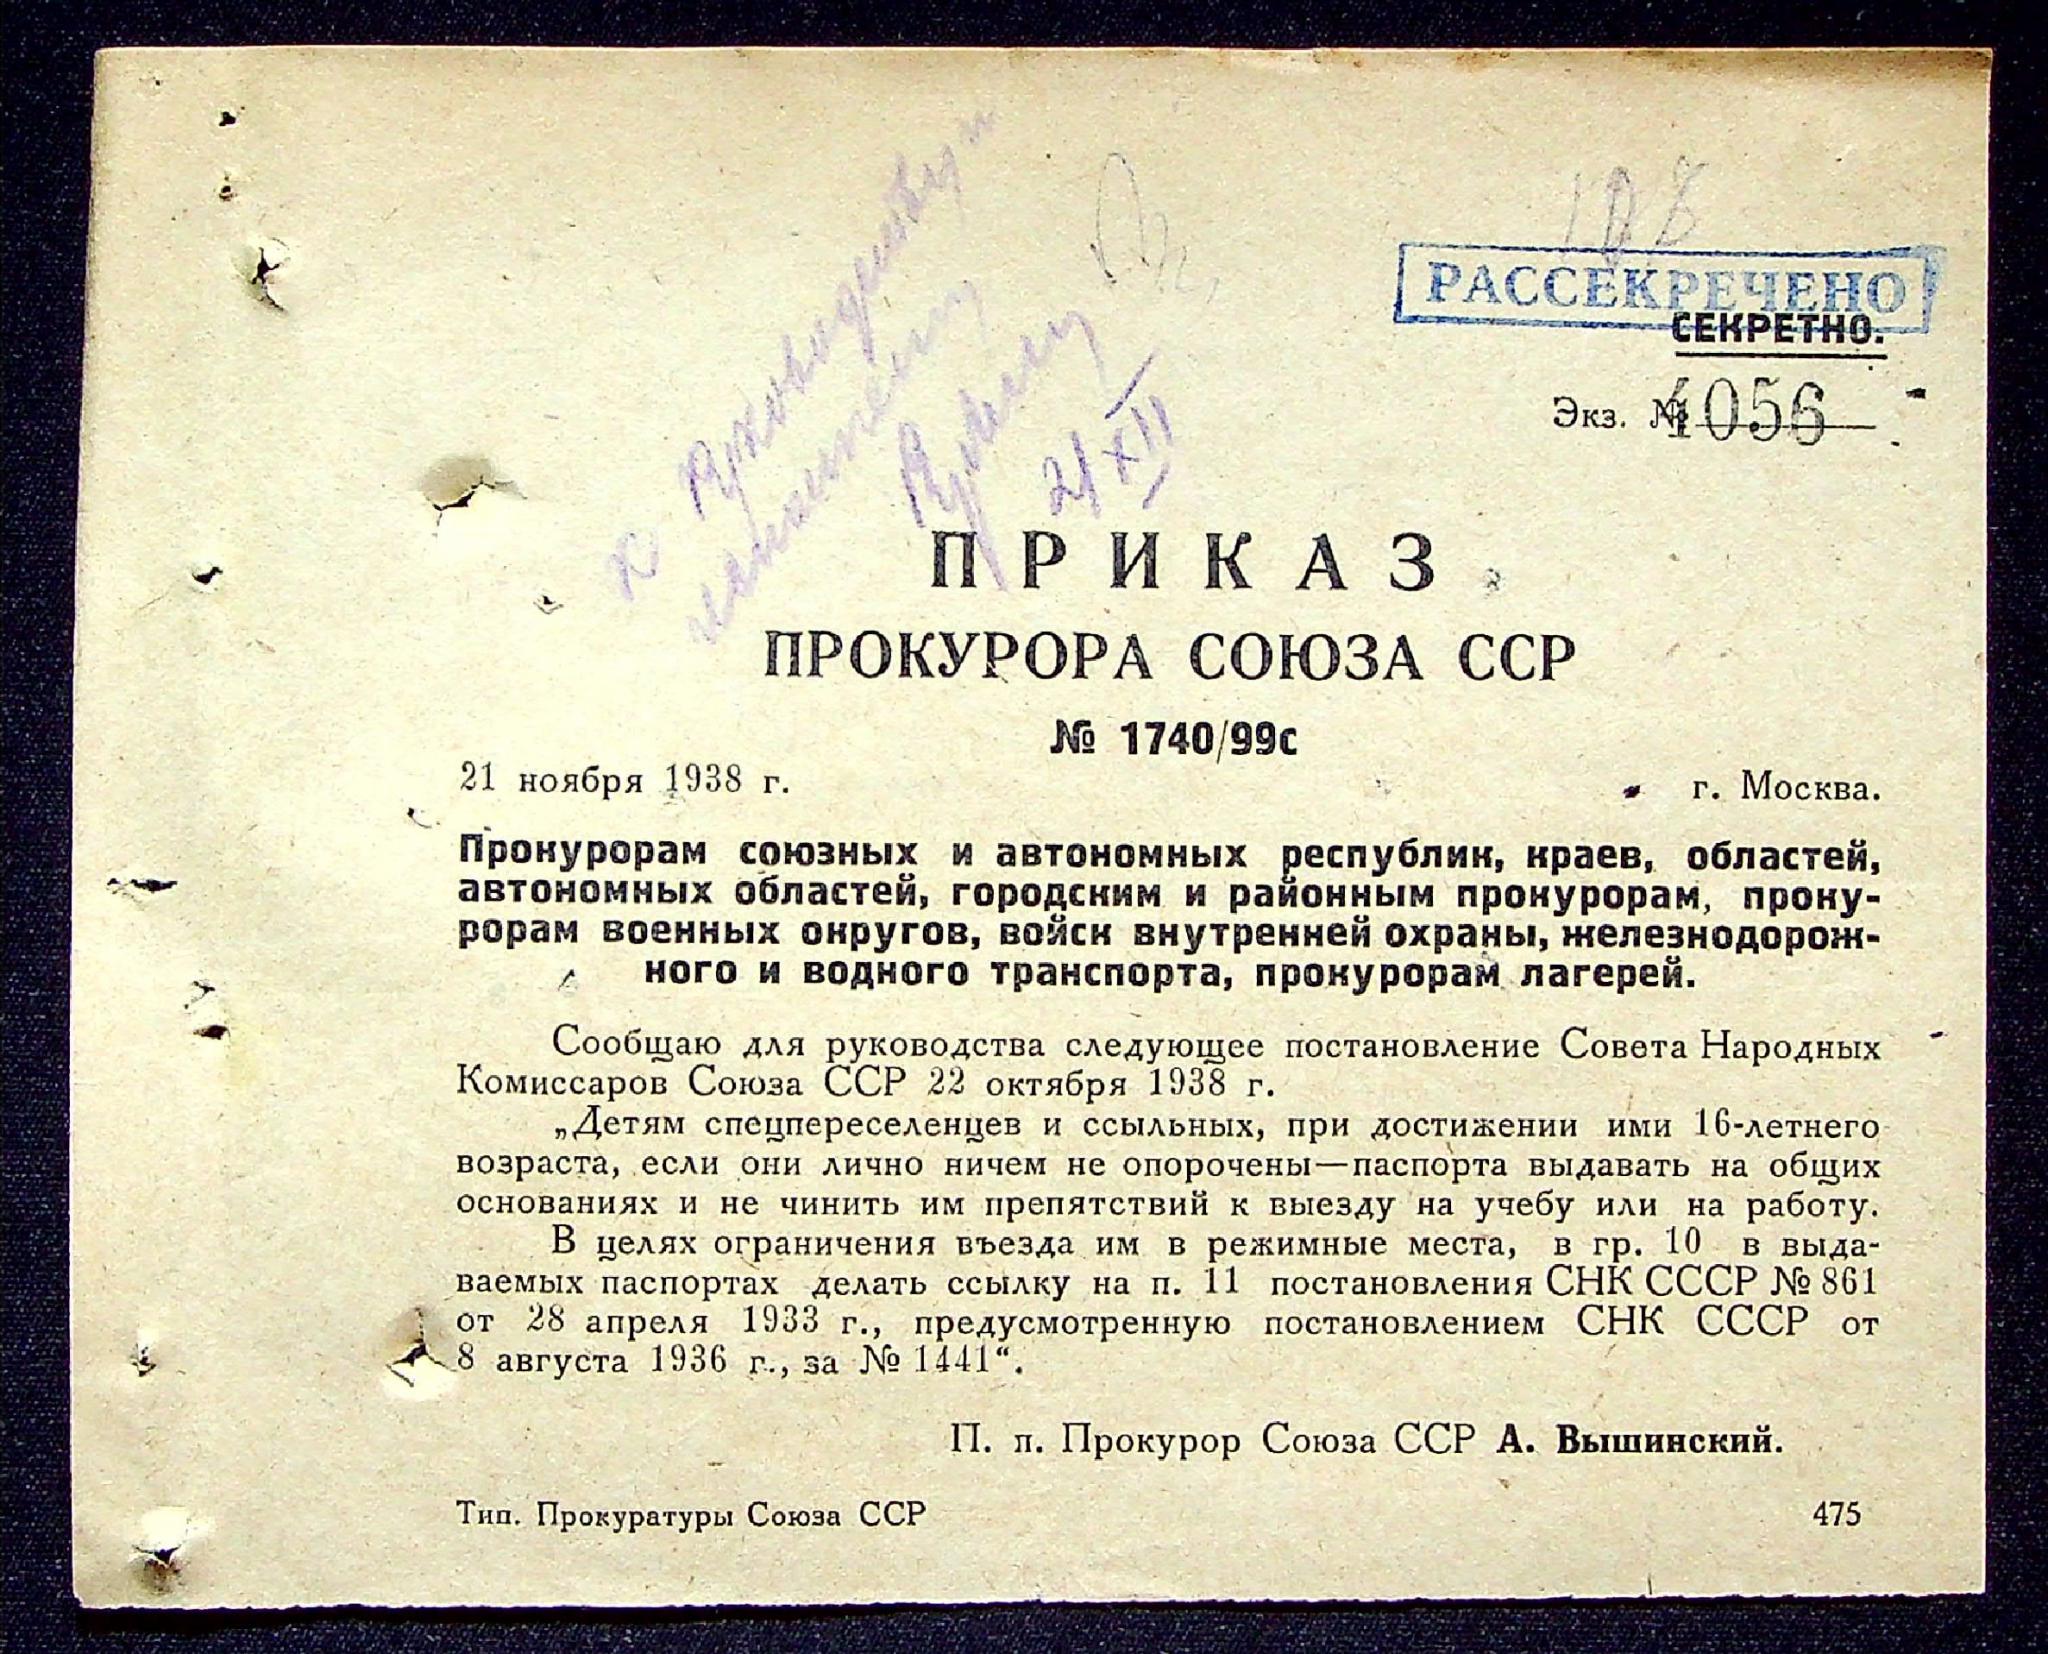 РАССЕКРЕЧЕНО
СЕКРЕТНО.
Экз. № 4056
К руководству и
исполнению
21/XII
ПРИКАЗ
ПРОКУРОРА СОЮЗА ССР
№ 1740/99с
21 ноября 1938 г. г. Москва.
Прокурорам союзных и автономных республик, краев, областей,
автономных областей, городским и районным прокурорам, проку-
рорам военных округов, войск внутренней охраны, железнодорож-
ного и водного транспорта, прокурорам лагерей.
Сообщаю для руководства следующее постановление Совета Народных
Комиссаров Союза ССР 22 октября 1938 г.
„Детям спецпереселенцев и ссыльных, при достижении ими 16-летнего
возраста, если они лично ничем не опорочены—паспорта выдавать на общих
основаниях и не чинить им препятствий к выезду на учебу или на работу.
В целях ограничения въезда им в режимные места, в гр. 10 в выда-
ваемых паспортах делать ссылку на п. 11 постановления СНК СССР № 861
от 28 апреля 1933 г., предусмотренную постановлением СНК СССР от
8 августа 1936 г., за № 1441“.
П. п. Прокурор Союза ССР А. Вышинский.
Тип. Прокуратуры Союза ССР 475